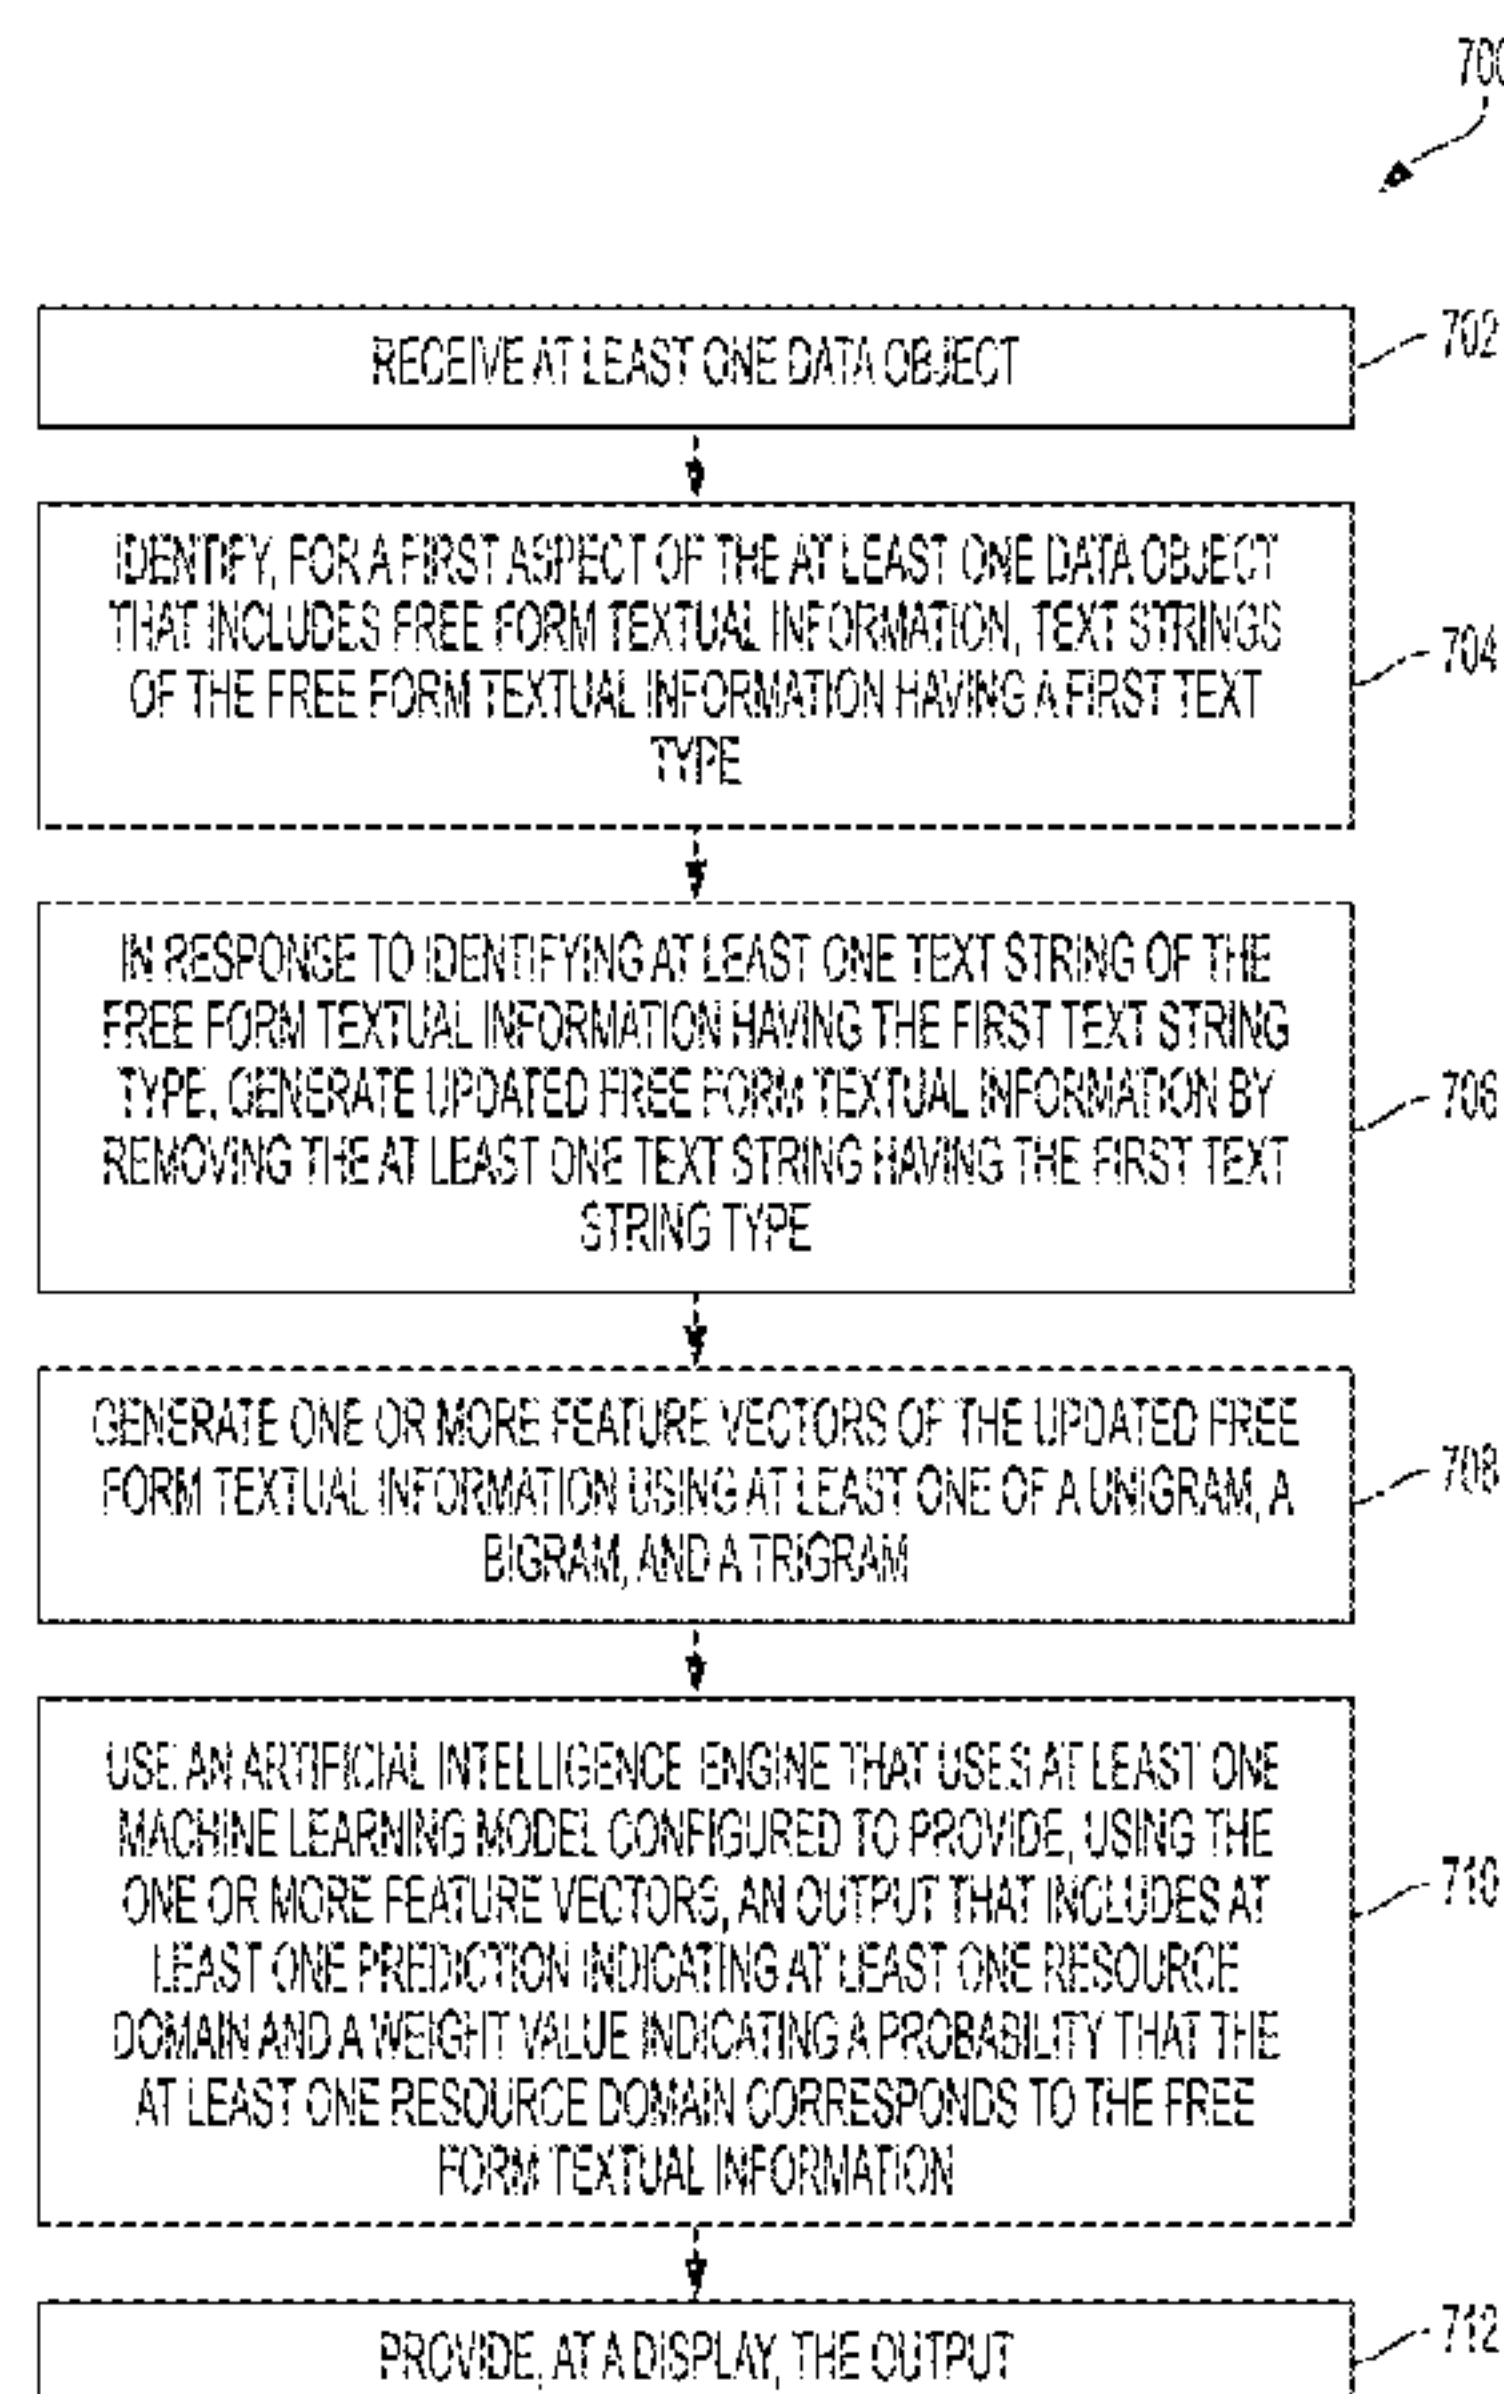 700
RECEIVE AT LEAST ONE DATA OBJECT
702
IDENTIFY, FOR A FIRST ASPECT OF THE AT LEAST ONE DATA OBJECT
THAT INCLUDES FREE FORM TEXTUAL INFORMATION, TEXT STRINGS
OF THE FREE FORM TEXTUAL INFORMATION HAVING A FIRST TEXT
TYPE
704
IN RESPONSE TO IDENTIFYING AT LEAST ONE TEXT STRING OF THE
FREE FORM TEXTUAL INFORMATION HAVING THE FIRST TEXT STRING
TYPE, GENERATE UPDATED FREE FORM TEXTUAL INFORMATION BY
REMOVING THE AT LEAST ONE TEXT STRING HAVING THE FIRST TEXT
STRING TYPE
706
GENERATE ONE OR MORE FEATURE VECTORS OF THE UPDATED FREE
FORM TEXTUAL INFORMATION USING AT LEAST ONE OF A UNIGRAM, A
BIGRAM, AND A TRIGRAM
708
USE AN ARTIFICIAL INTELLIGENCE ENGINE THAT USES AT LEAST ONE
MACHINE LEARNING MODEL CONFIGURED TO PROVIDE, USING THE
ONE OR MORE FEATURE VECTORS, AN OUTPUT THAT INCLUDES AT
LEAST ONE PREDICTION INDICATING AT LEAST ONE RESOURCE
DOMAIN AND A WEIGHT VALUE INDICATING A PROBABILITY THAT THE
AT LEAST ONE RESOURCE DOMAIN CORRESPONDS TO THE FREE
FORM TEXTUAL INFORMATION
710
PROVIDE, AT A DISPLAY, THE OUTPUT
712